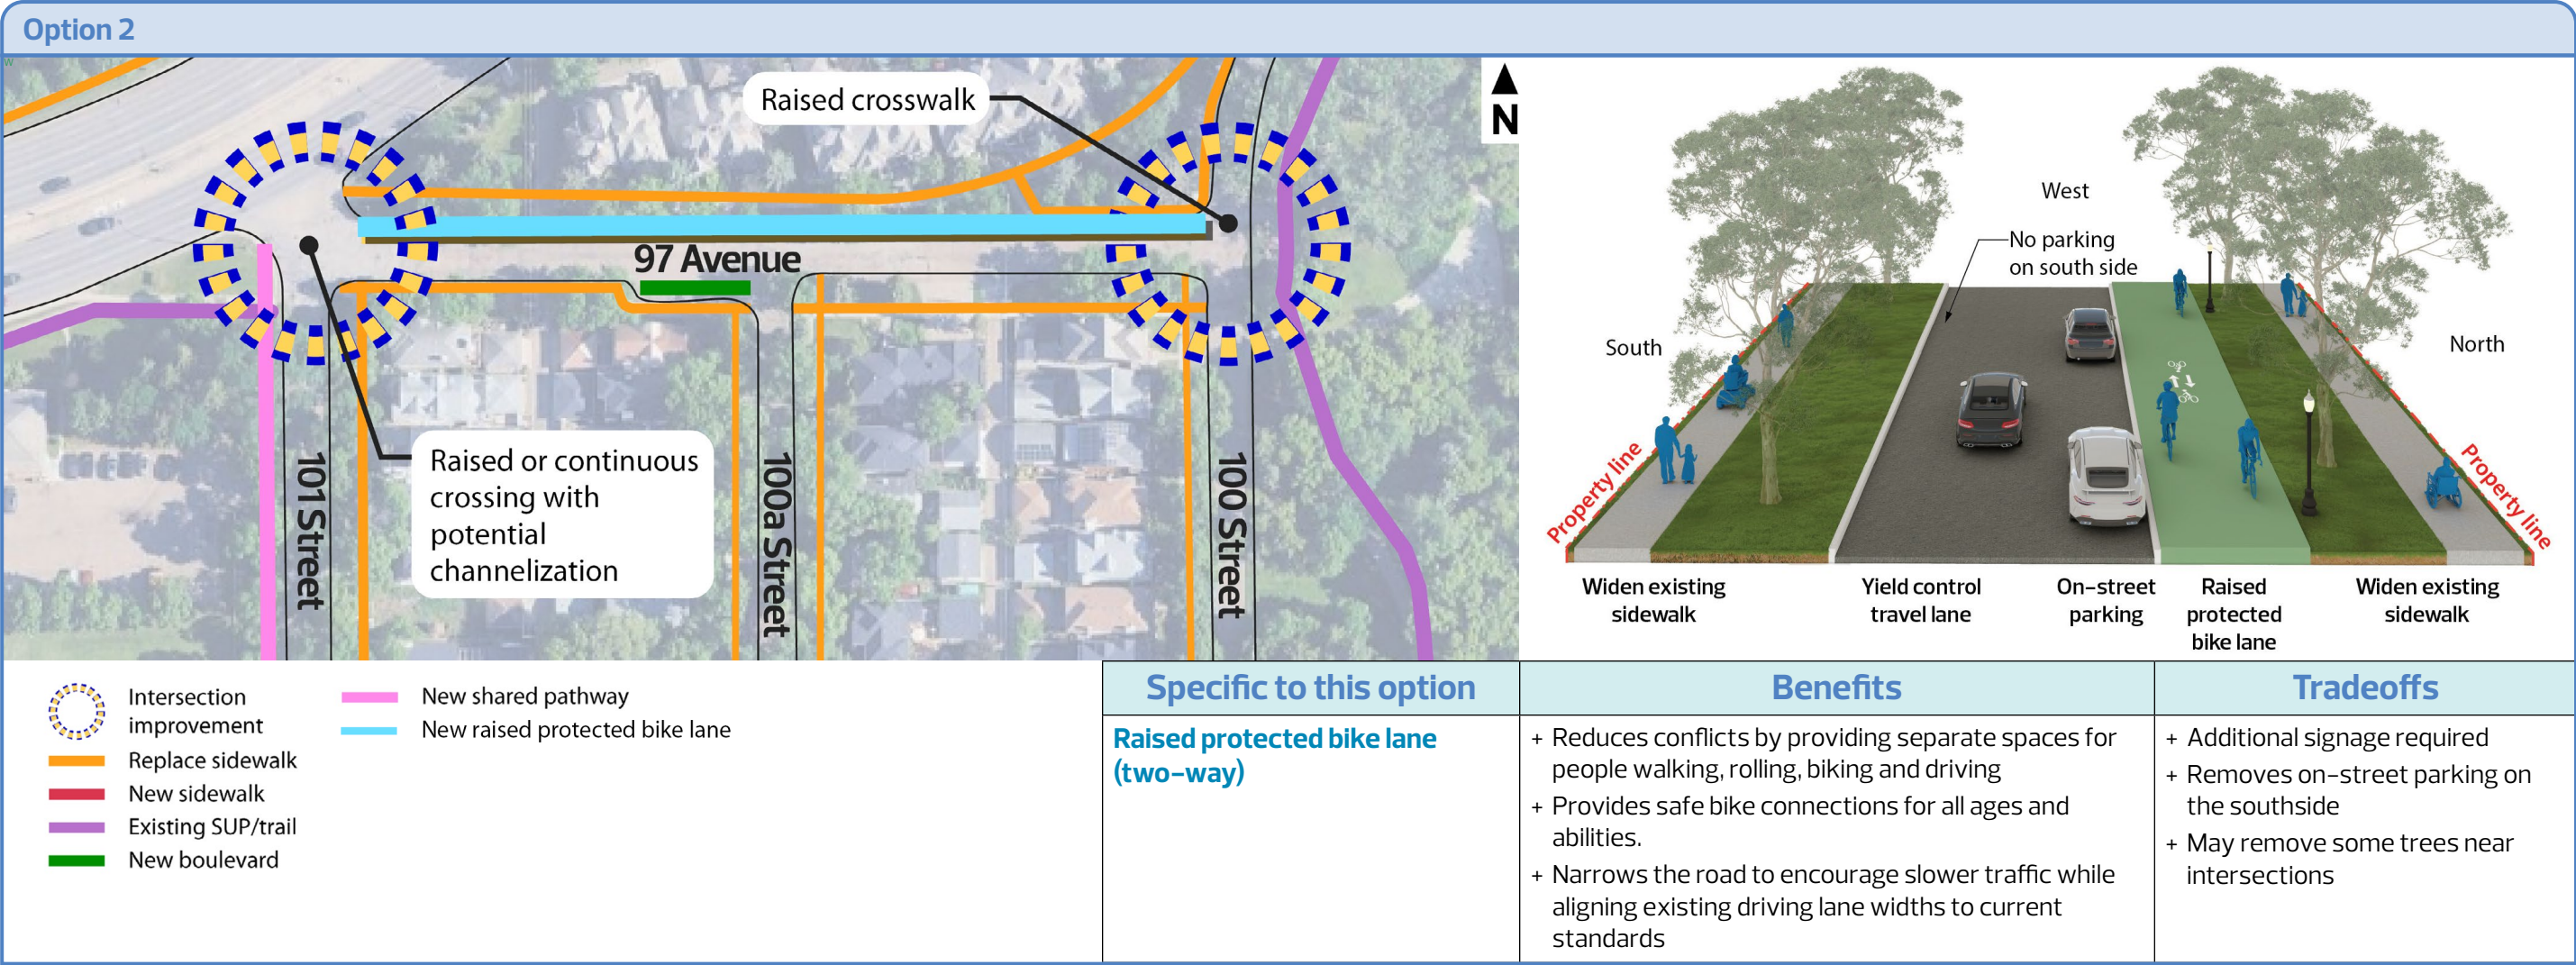 Option 2
w
Raised crosswalk
N
97 Avenue
101 Street
100a Street
100 Street
Raised or continuous
crossing with
potential
channelization
West
No parking
on south side
South
North
Property line
Property line
Widen existing
sidewalk
Yield control
travel lane
On-street
parking
Raised
protected
bike lane
Widen existing
sidewalk
Intersection
improvement
Replace sidewalk
New sidewalk
Existing SUP/trail
New boulevard
New shared pathway
New raised protected bike lane
Specific to this option
Raised protected bike lane
(two-way)
Benefits
+ Reduces conflicts by providing separate spaces for
people walking, rolling, biking and driving
+ Provides safe bike connections for all ages and
abilities.
+ Narrows the road to encourage slower traffic while
aligning existing driving lane widths to current
standards
Tradeoffs
+ Additional signage required
+ Removes on-street parking on
the southside
+ May remove some trees near
intersections